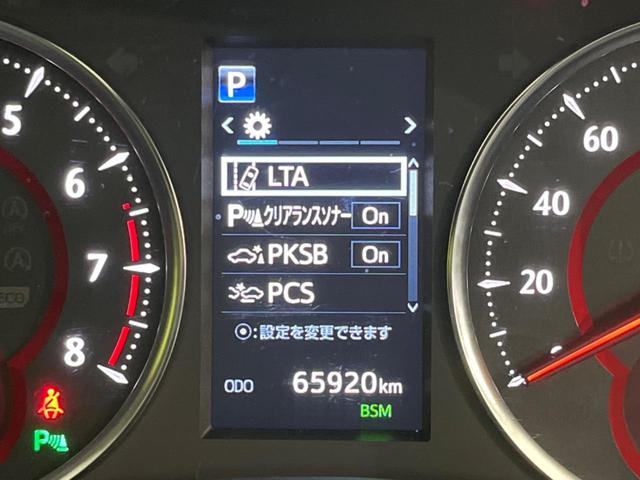 P
LTA
P クリアランスソナー On
PKSB On
PCS
⦿:設定を変更できます
ODO 65920km
BSM
5
6
7
8
P
60
40
20